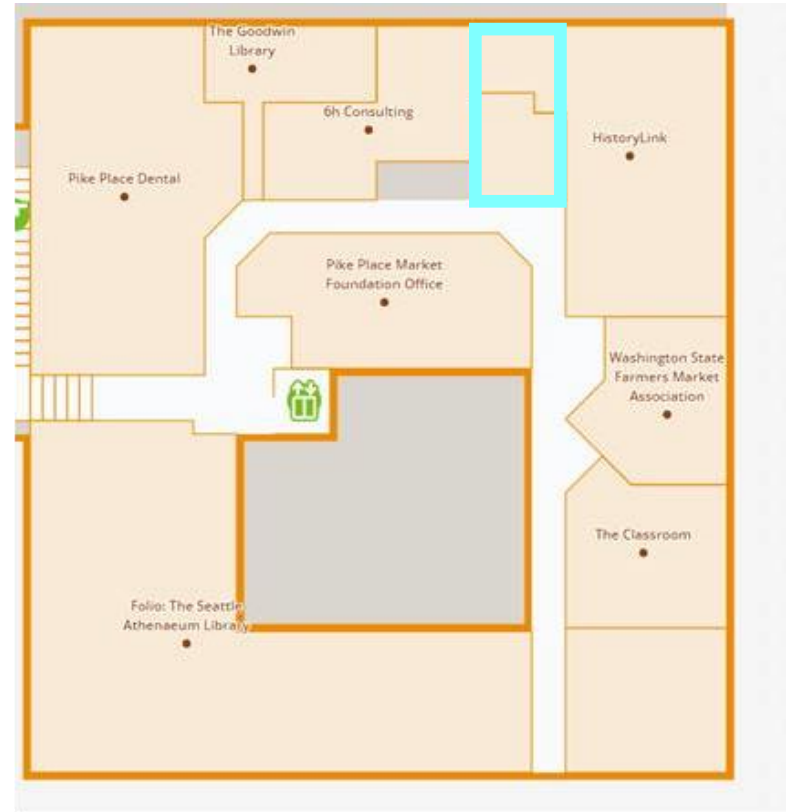 The Goodwin
Library
6h Consulting
HistoryLink
Pike Place Dental
Pike Place Market
Foundation Office
Washington State
Farmers Market
Association
The Classroom
Folio: The Seattle
Athenaeum Library